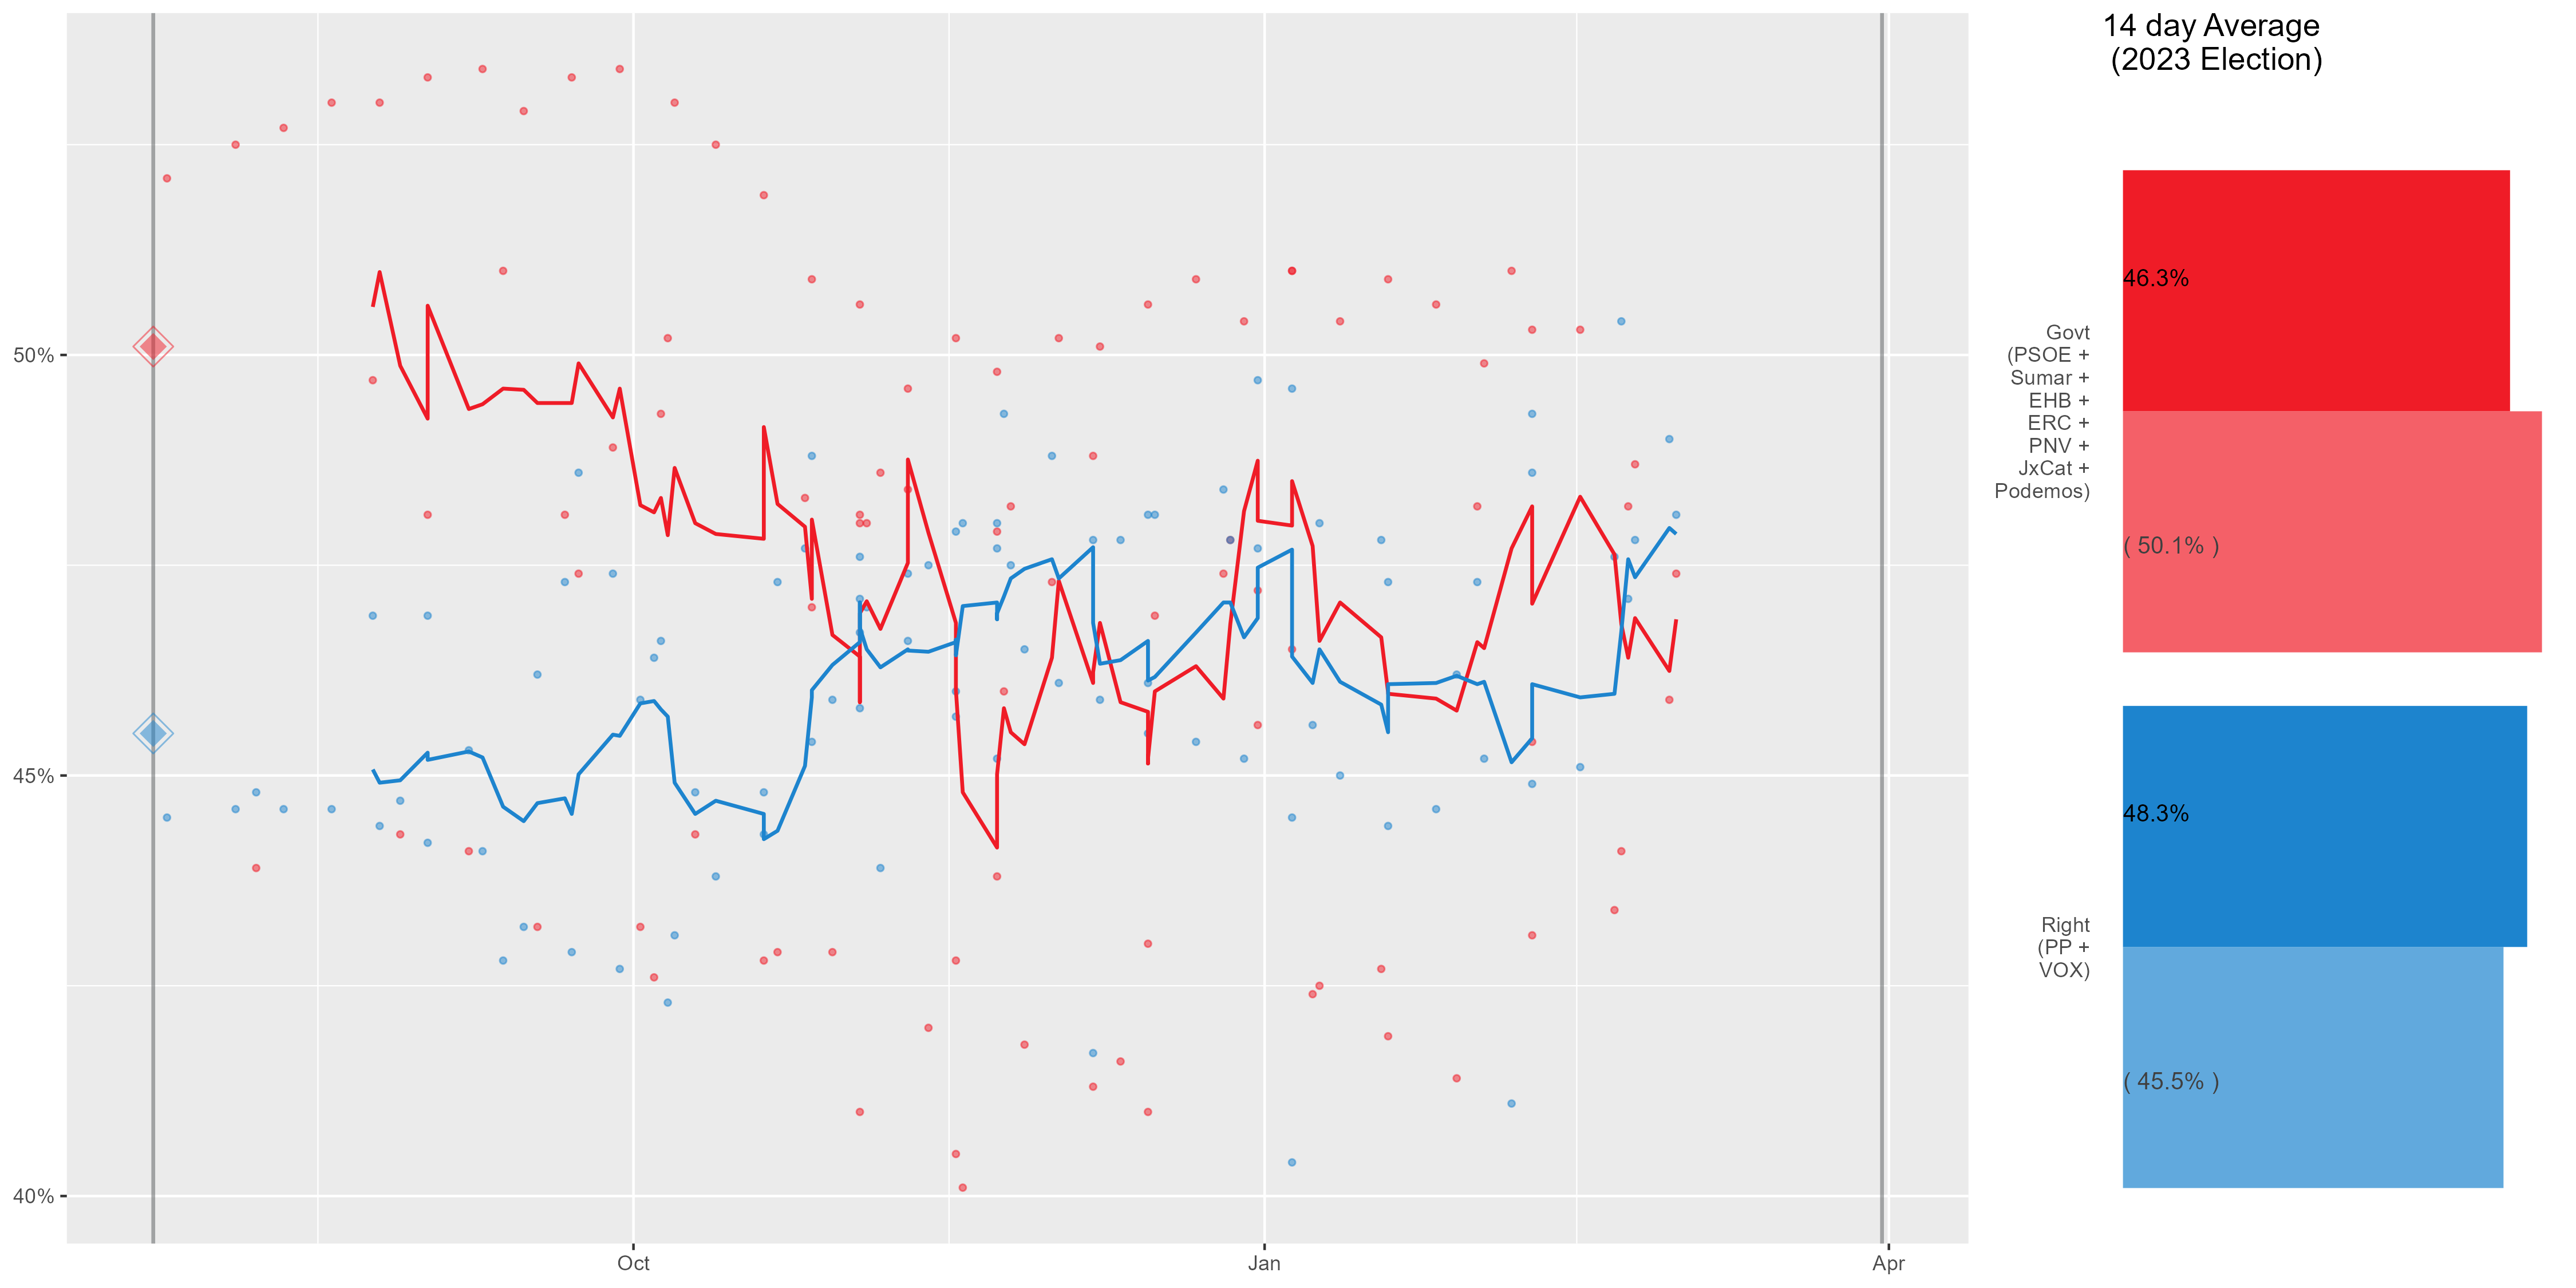 14 day Average
(2023 Election)
50%
45%
40%
Oct
Jan
Apr
Govt
(PSOE +
Sumar +
EHB +
ERC +
PNV +
JxCat +
Podemos)
46.3%
( 50.1% )
Right
(PP +
VOX)
48.3%
( 45.5% )